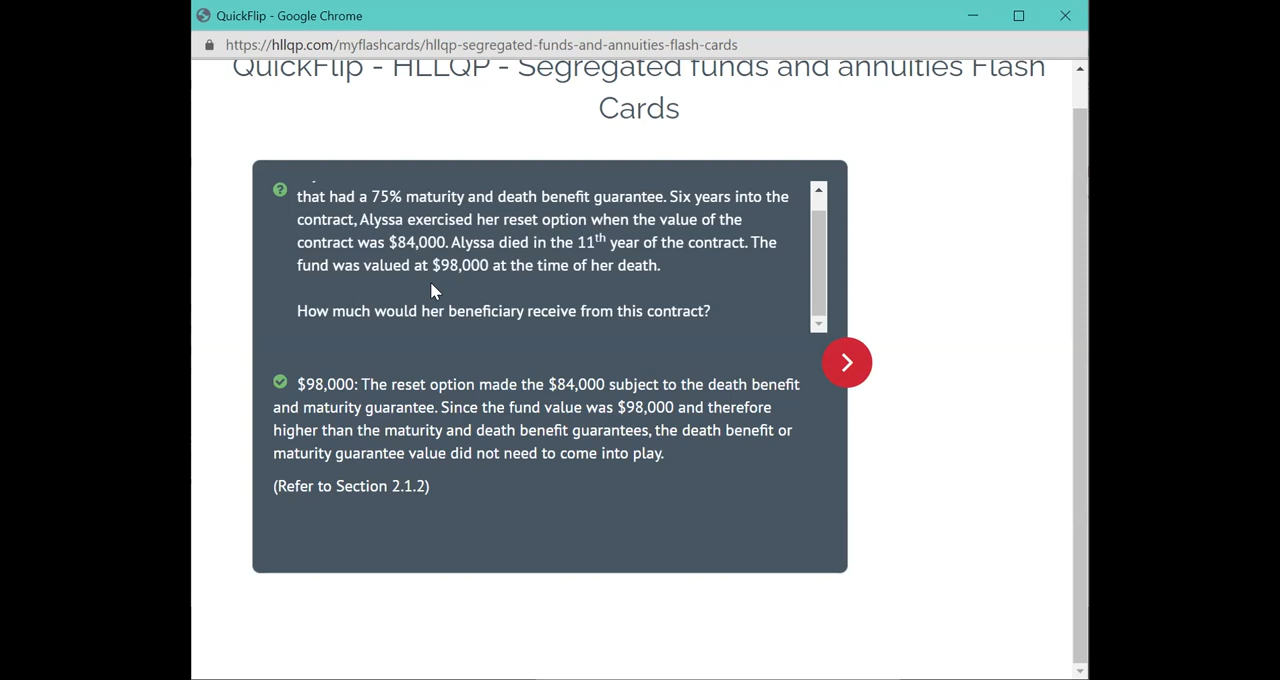 QuickFlip - Google Chrome
https://hllqp.com/myflashcards/hllqp-segregated-funds-and-annuities-flash-cards
QuickFlip - HLLQP - Segregated funds and annuities Flash
Cards
that had a 75% maturity and death benefit guarantee. Six years into the
contract, Alyssa exercised her reset option when the value of the
contract was $84,000. Alyssa died in the 11th year of the contract. The
fund was valued at $98,000 at the time of her death.
How much would her beneficiary receive from this contract?
$98,000: The reset option made the $84,000 subject to the death benefit
and maturity guarantee. Since the fund value was $98,000 and therefore
higher than the maturity and death benefit guarantees, the death benefit or
maturity guarantee value did not need to come into play.
(Refer to Section 2.1.2)